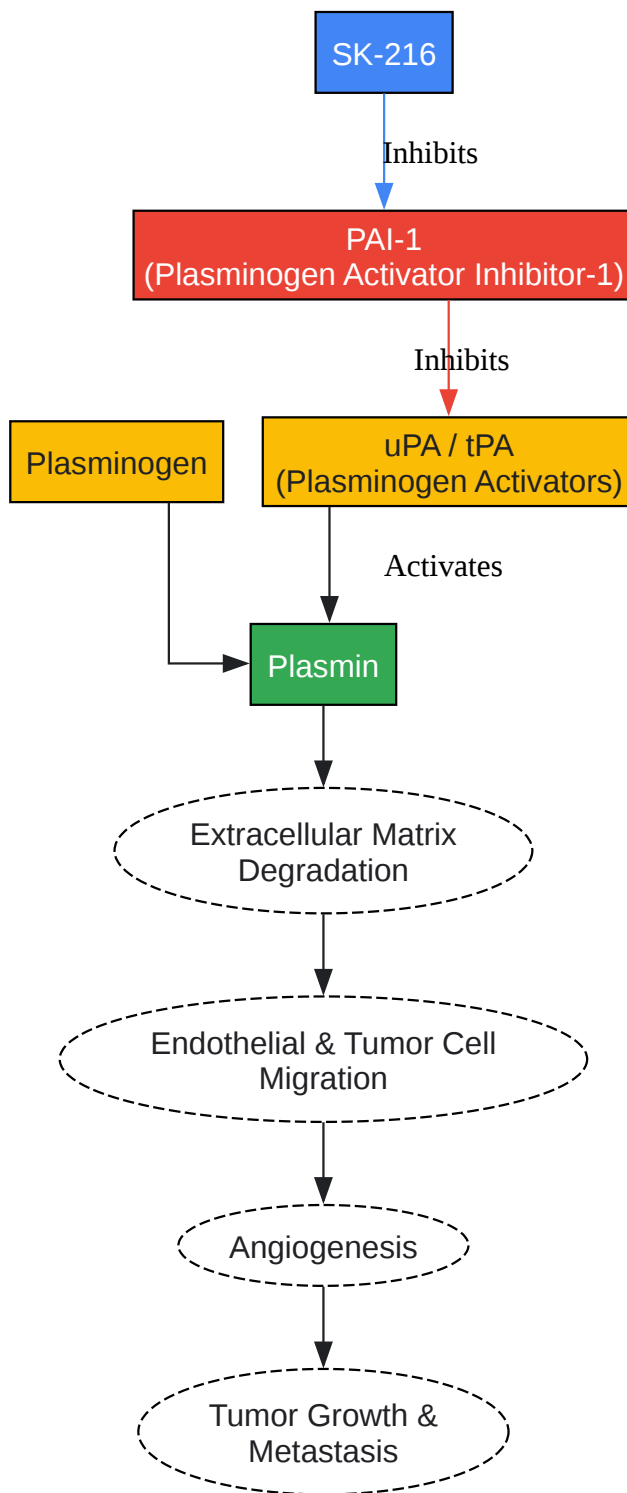 SK-216
Inhibits
PAI-1
(Plasminogen Activator Inhibitor-1)
Inhibits
Plasminogen
uPA / tPA
(Plasminogen Activators)
Activates
Plasmin
Extracellular Matrix
Degradation
Endothelial & Tumor Cell
Migration
Angiogenesis
Tumor Growth &
Metastasis